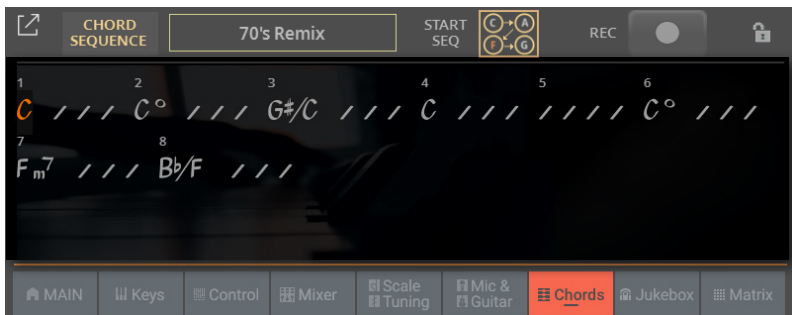 CHORD SEQUENCE
70's Remix
START SEQ
C A F G
REC
1 2 3 4 5 6
C / / / C° / / / G♯/C / / / C / / / / / / / C° / / /
7 8
Fm7 / / / B♭/F / / /
MAIN
Keys
Control
Mixer
Scale Tuning
Mic & Guitar
Chords
Jukebox
Matrix